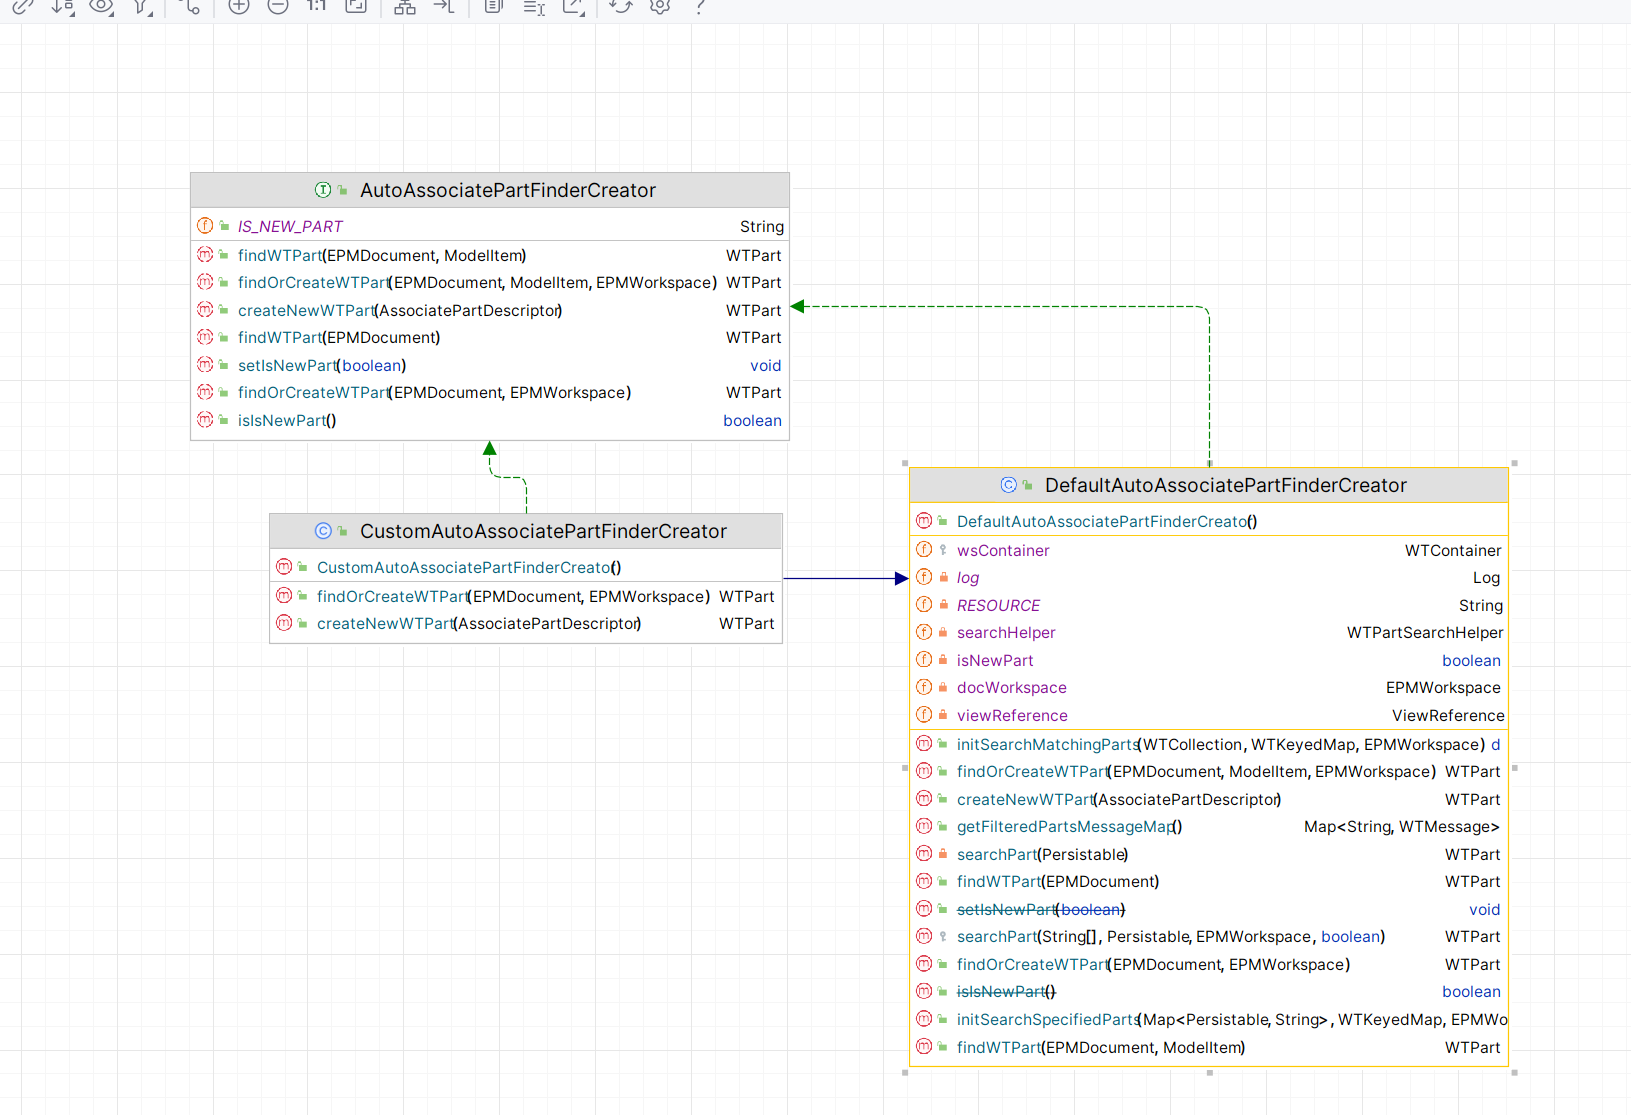 1:1
AutoAssociatePartFinderCreator
IS_NEW_PART String
findWTPart(EPMDocument, ModelItem) WTPart
findOrCreateWTPart(EPMDocument, ModelItem, EPMWorkspace) WTPart
createNewWTPart(AssociatePartDescriptor) WTPart
findWTPart(EPMDocument) WTPart
setIsNewPart(boolean) void
findOrCreateWTPart(EPMDocument, EPMWorkspace) WTPart
isIsNewPart() boolean
CustomAutoAssociatePartFinderCreator
CustomAutoAssociatePartFinderCreato()
findOrCreateWTPart(EPMDocument, EPMWorkspace) WTPart
createNewWTPart(AssociatePartDescriptor) WTPart
DefaultAutoAssociatePartFinderCreator
DefaultAutoAssociatePartFinderCreato()
wsContainer WTContainer
log Log
RESOURCE String
searchHelper WTPartSearchHelper
isNewPart boolean
docWorkspace EPMWorkspace
viewReference ViewReference
initSearchMatchingParts(WTCollection, WTKeyedMap, EPMWorkspace) d
findOrCreateWTPart(EPMDocument, ModelItem, EPMWorkspace) WTPart
createNewWTPart(AssociatePartDescriptor) WTPart
getFilteredPartsMessageMap() Map<String, WTMessage>
searchPart(Persistable) WTPart
findWTPart(EPMDocument) WTPart
setIsNewPart(boolean) void
searchPart(String[], Persistable, EPMWorkspace, boolean) WTPart
findOrCreateWTPart(EPMDocument, EPMWorkspace) WTPart
isIsNewPart() boolean
initSearchSpecifiedParts(Map<Persistable, String>, WTKeyedMap, EPMWo
findWTPart(EPMDocument, ModelItem) WTPart